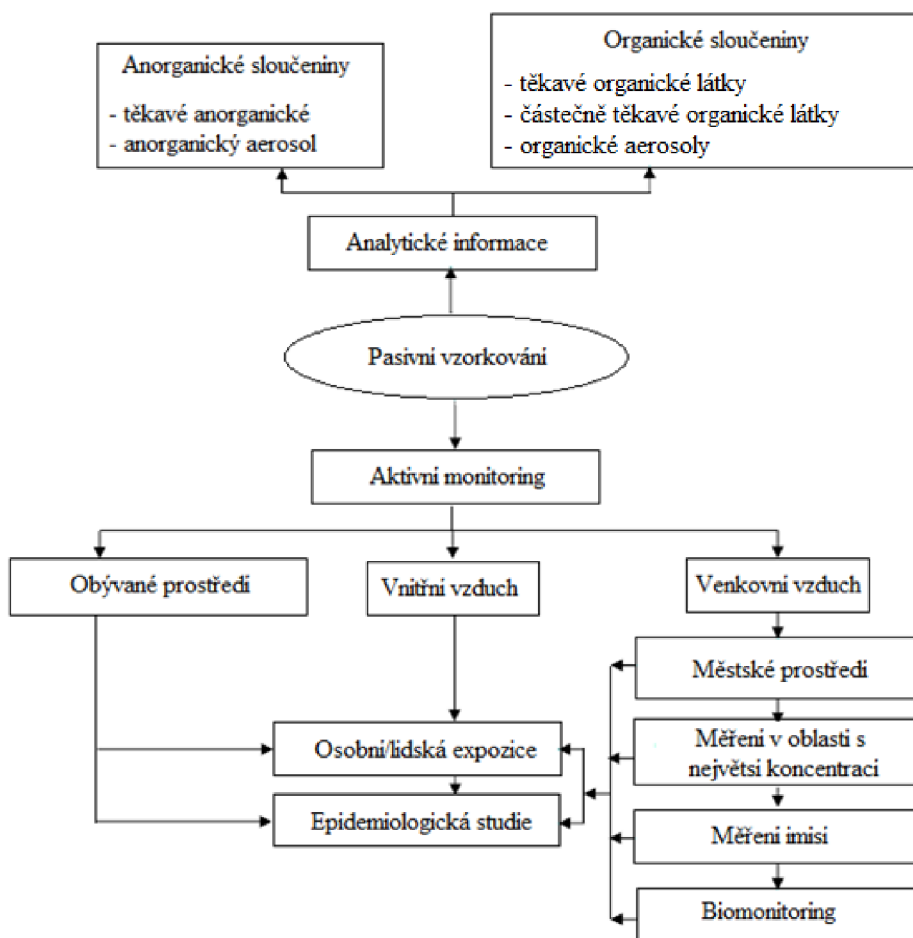 Anorganické sloučeniny
- těkavé anorganické
- anorganický aerosol
Organické sloučeniny
- těkavé organické látky
- částečně těkavé organické látky
- organické aerosoly
Analytické informace
Pasivní vzorkování
Aktivní monitoring
Obývané prostředí
Vnitřní vzduch
Venkovní vzduch
Městské prostředí
Měření v oblasti s
největsí koncentrací
Měření imisí
Biomonitoring
Osobní/lidská expozice
Epidemiologická studie